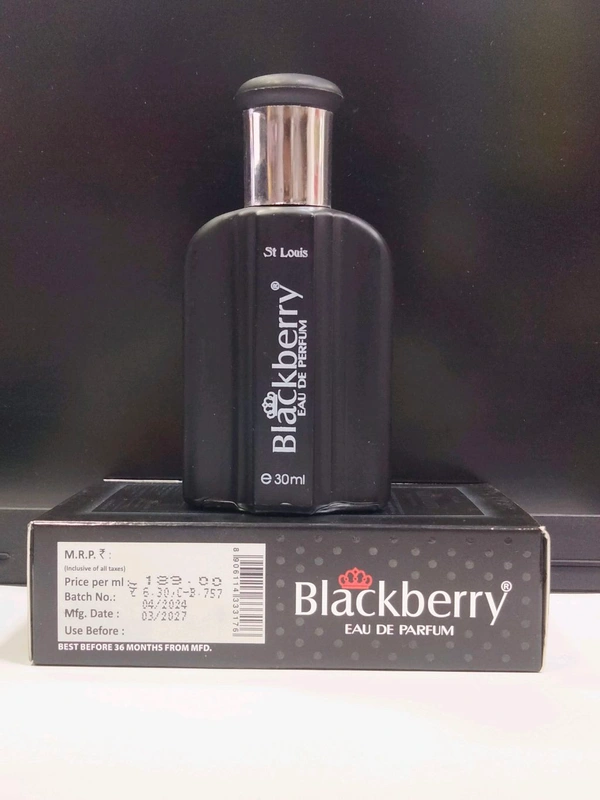 St Louis
Blackberry®
EAU DE PERFUM
e 30ml
M.R.P. ₹ :
(inclusive of all taxes)
Price per ml :
Batch No.:
Mfg. Date :
Use Before :
₹ 189.00
₹ 6.30,C-B.757
04/2024
03/2027
BEST BEFORE 36 MONTHS FROM MFD.
8906114833176
Blackberry®
EAU DE PARFUM